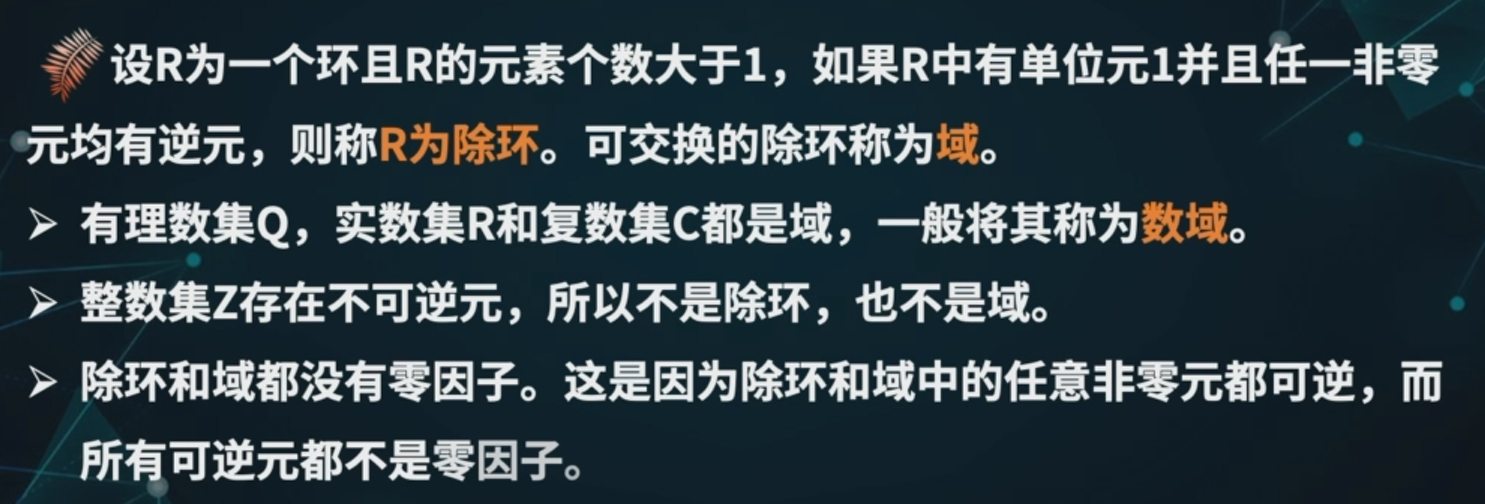 设R为一个环且R的元素个数大于1，如果R中有单位元1并且任一非零
元均有逆元，则称R为除环。可交换的除环称为域。
➢ 有理数集Q，实数集R和复数集C都是域，一般将其称为数域。
➢ 整数集Z存在不可逆元，所以不是除环，也不是域。
➢ 除环和域都没有零因子。这是因为除环和域中的任意非零元都可逆，而
所有可逆元都不是零因子。